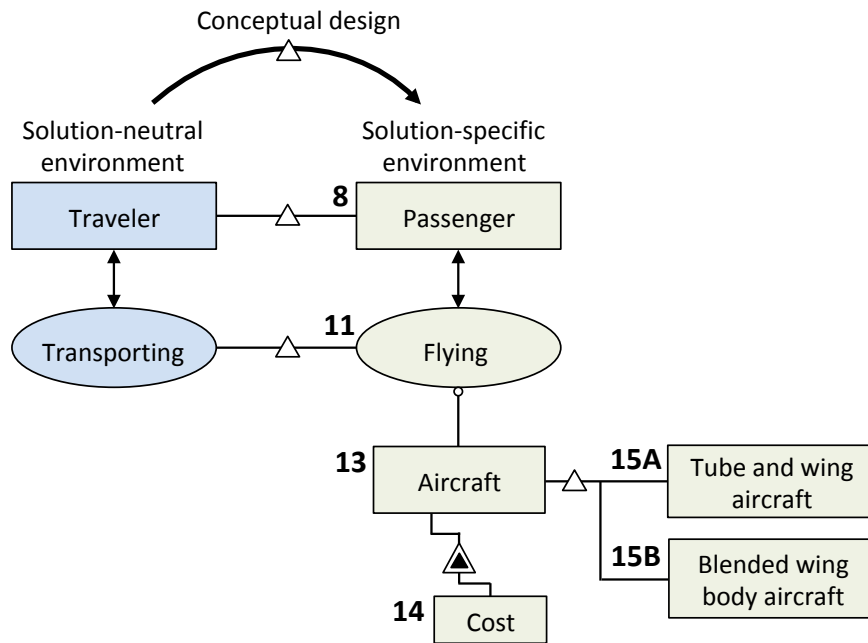 Conceptual design
Solution-neutral
environment
Solution-specific
environment
Traveler
8
Passenger
Transporting
11
Flying
13
Aircraft
15A
Tube and wing
aircraft
15B
Blended wing
body aircraft
14
Cost